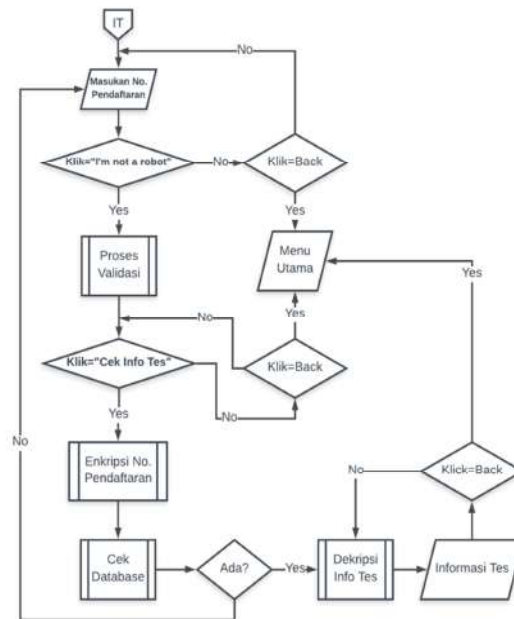 IT
No
Masukan No.
Pendaftaran
Klik="I'm not a robot"
No
Klik=Back
Yes
Yes
Proses
Validasi
Menu
Utama
Yes
Yes
No
Klik="Cek Info Tes"
Klik=Back
No
Yes
No
Enkripsi No.
Pendaftaran
No
Klick=Back
Cek
Database
Ada?
Yes
Dekripsi
Info Tes
Informasi Tes